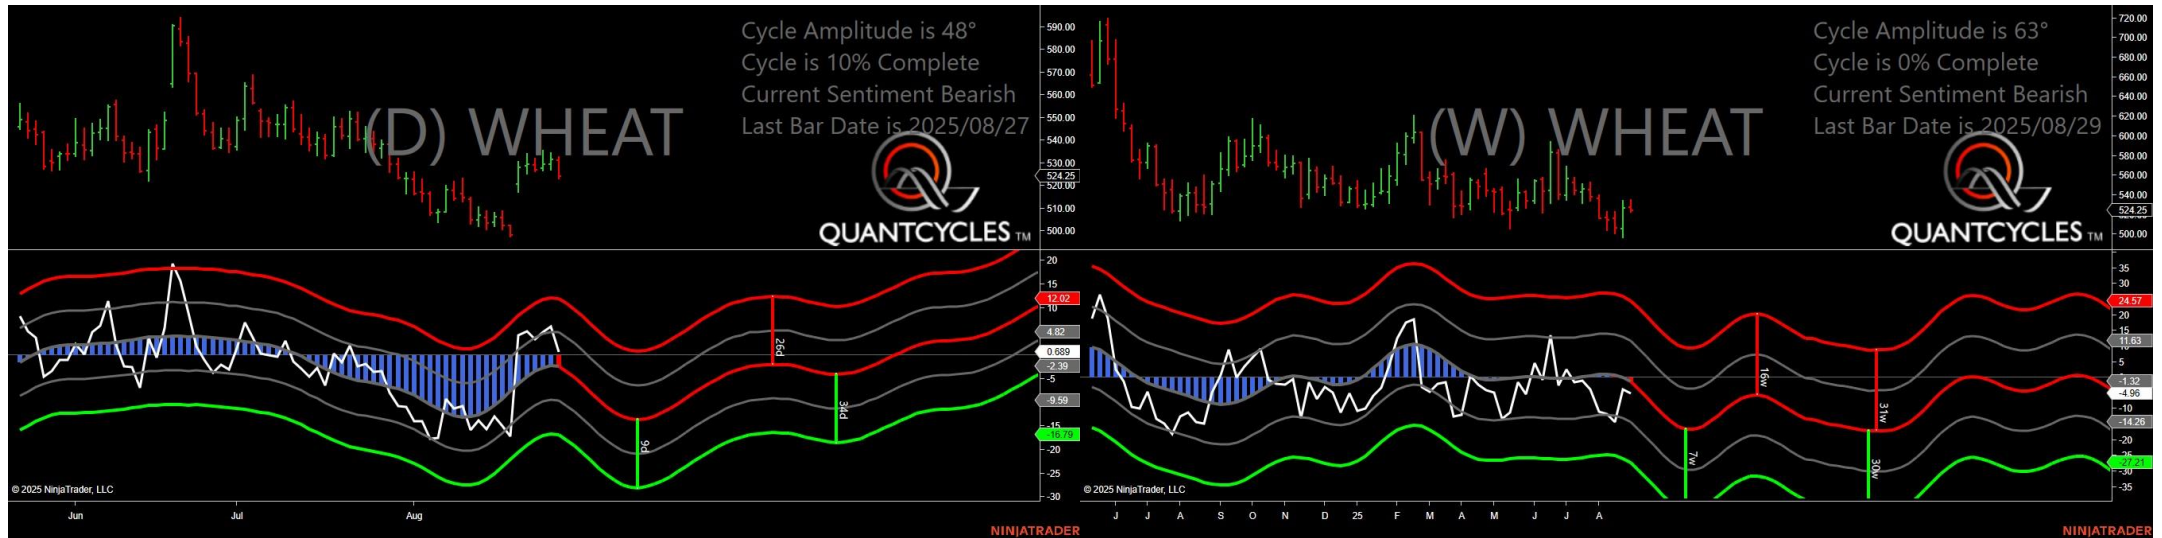 (D) WHEAT
Cycle Amplitude is 48°
Cycle is 10% Complete
Current Sentiment Bearish
Last Bar Date is 2025/08/27
QUANTCYCLES TM
590.00
580.00
570.00
560.00
550.00
540.00
530.00
524.25
520.00
510.00
500.00
20
15
12.02
10
4.82
0.689
-2.39
-5
-9.59
-15
-16.79
-20
-25
-30
26d
34d
9d
© 2025 NinjaTrader, LLC
Jun Jul Aug
NINJATRADER
(W) WHEAT
Cycle Amplitude is 63°
Cycle is 0% Complete
Current Sentiment Bearish
Last Bar Date is 2025/08/29
QUANTCYCLES TM
720.00
700.00
680.00
660.00
640.00
620.00
600.00
580.00
560.00
540.00
524.25
500.00
35
30
24.57
20
15
11.63
5
-1.32
-4.96
-10
-14.26
-20
-27.21
-30
-35
16w
31w
7w
30w
© 2025 NinjaTrader, LLC
J J A S O N D 25 F M A M J J A
NINJATRADER